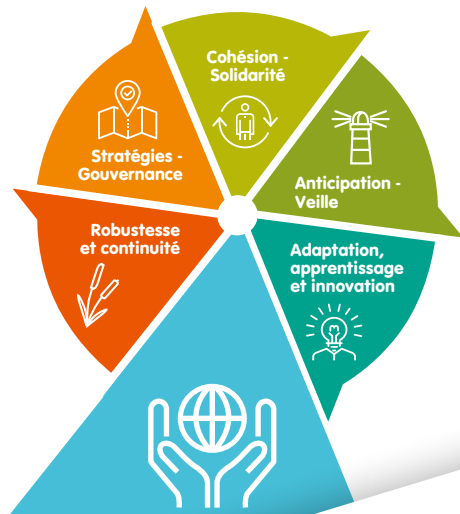 Cohésion -
Solidarité
Stratégies -
Gouvernance
Anticipation -
Veille
Robustesse
et continuité
Adaptation,
apprentissage
et innovation